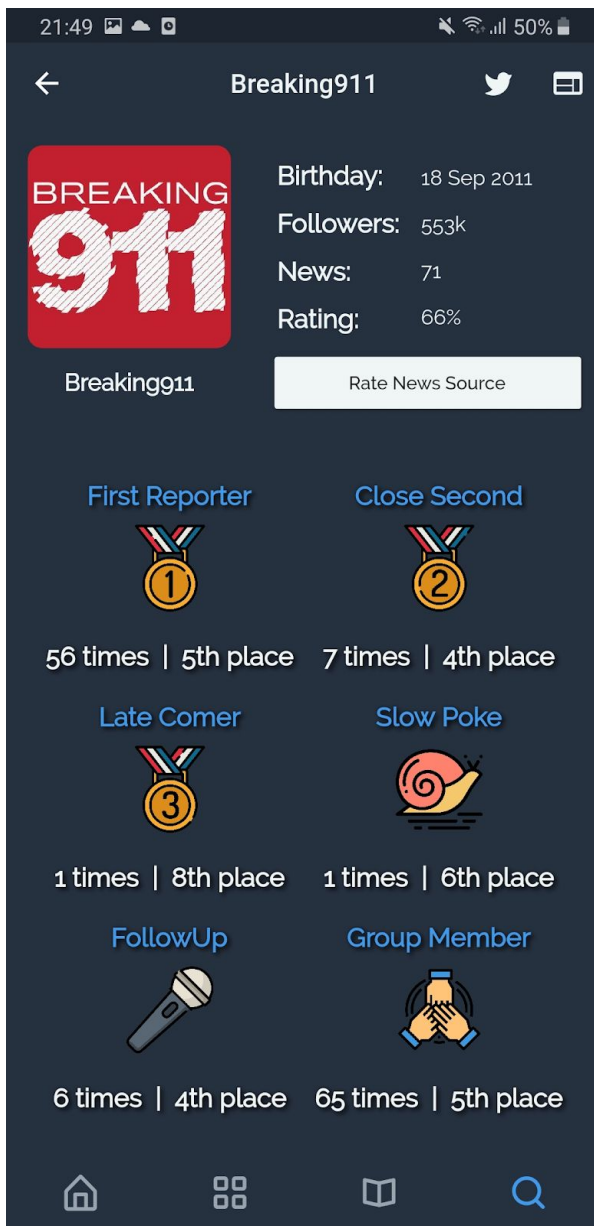 21:49 50%
Breaking911
BREAKING
911
Birthday: 18 Sep 2011
Followers: 553k
News: 71
Rating: 66%
Breaking911
Rate News Source
First Reporter Close Second
1 2
56 times | 5th place 7 times | 4th place
Late Comer Slow Poke
3
1 times | 8th place 1 times | 6th place
FollowUp Group Member
6 times | 4th place 65 times | 5th place